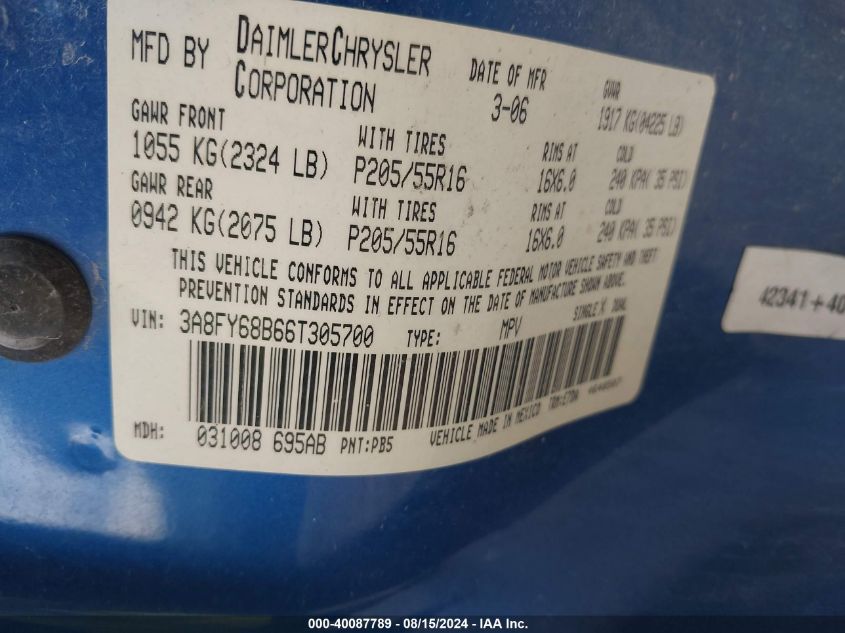 MFD BY DAIMLERCHRYSLER CORPORATION
DATE OF MFR 3-06
GVWR 1917 KG(04225 LB)
GAWR FRONT WITH TIRES RIMS AT COLD
1055 KG(2324 LB) P205/55R16 16X6.0 240 KPA( 35 PSI)
GAWR REAR WITH TIRES RIMS AT COLD
0942 KG(2075 LB) P205/55R16 16X6.0 240 KPA( 35 PSI)
THIS VEHICLE CONFORMS TO ALL APPLICABLE FEDERAL MOTOR VEHICLE SAFETY AND THEFT
PREVENTION STANDARDS IN EFFECT ON THE DATE OF MANUFACTURE SHOWN ABOVE.
VIN: 3A8FY68B66T305700 TYPE: MPV SINGLE X DUAL
MDH: 031008 695AB PNT:PB5 VEHICLE MADE IN MEXICO
42341+40
000-40087789 - 08/15/2024 - IAA Inc.